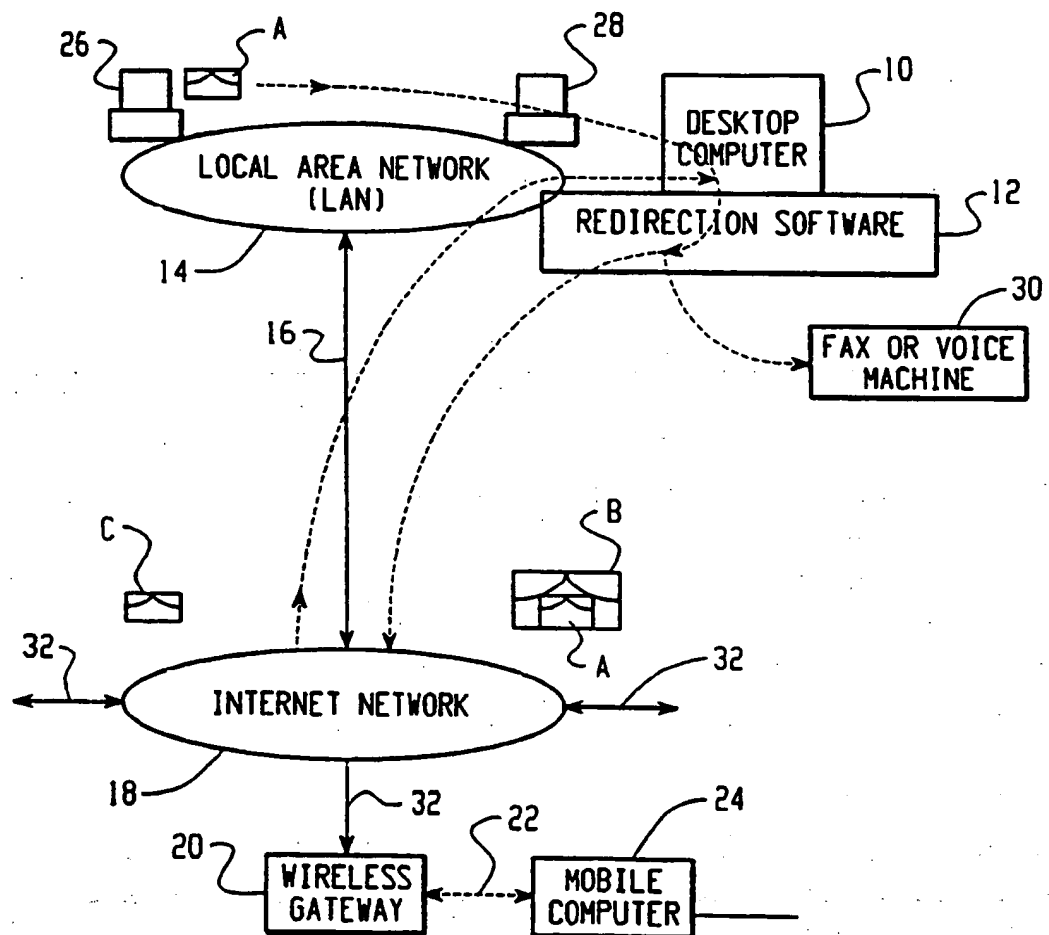 26
A
28
10
DESKTOP
COMPUTER
LOCAL AREA NETWORK
(LAN)
12
REDIRECTION SOFTWARE
14
30
16
FAX OR VOICE
MACHINE
C
B
A
32
32
INTERNET NETWORK
18
32
22
24
20
WIRELESS
GATEWAY
MOBILE
COMPUTER